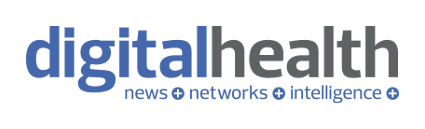 digitalhealth
news + networks + intelligence +